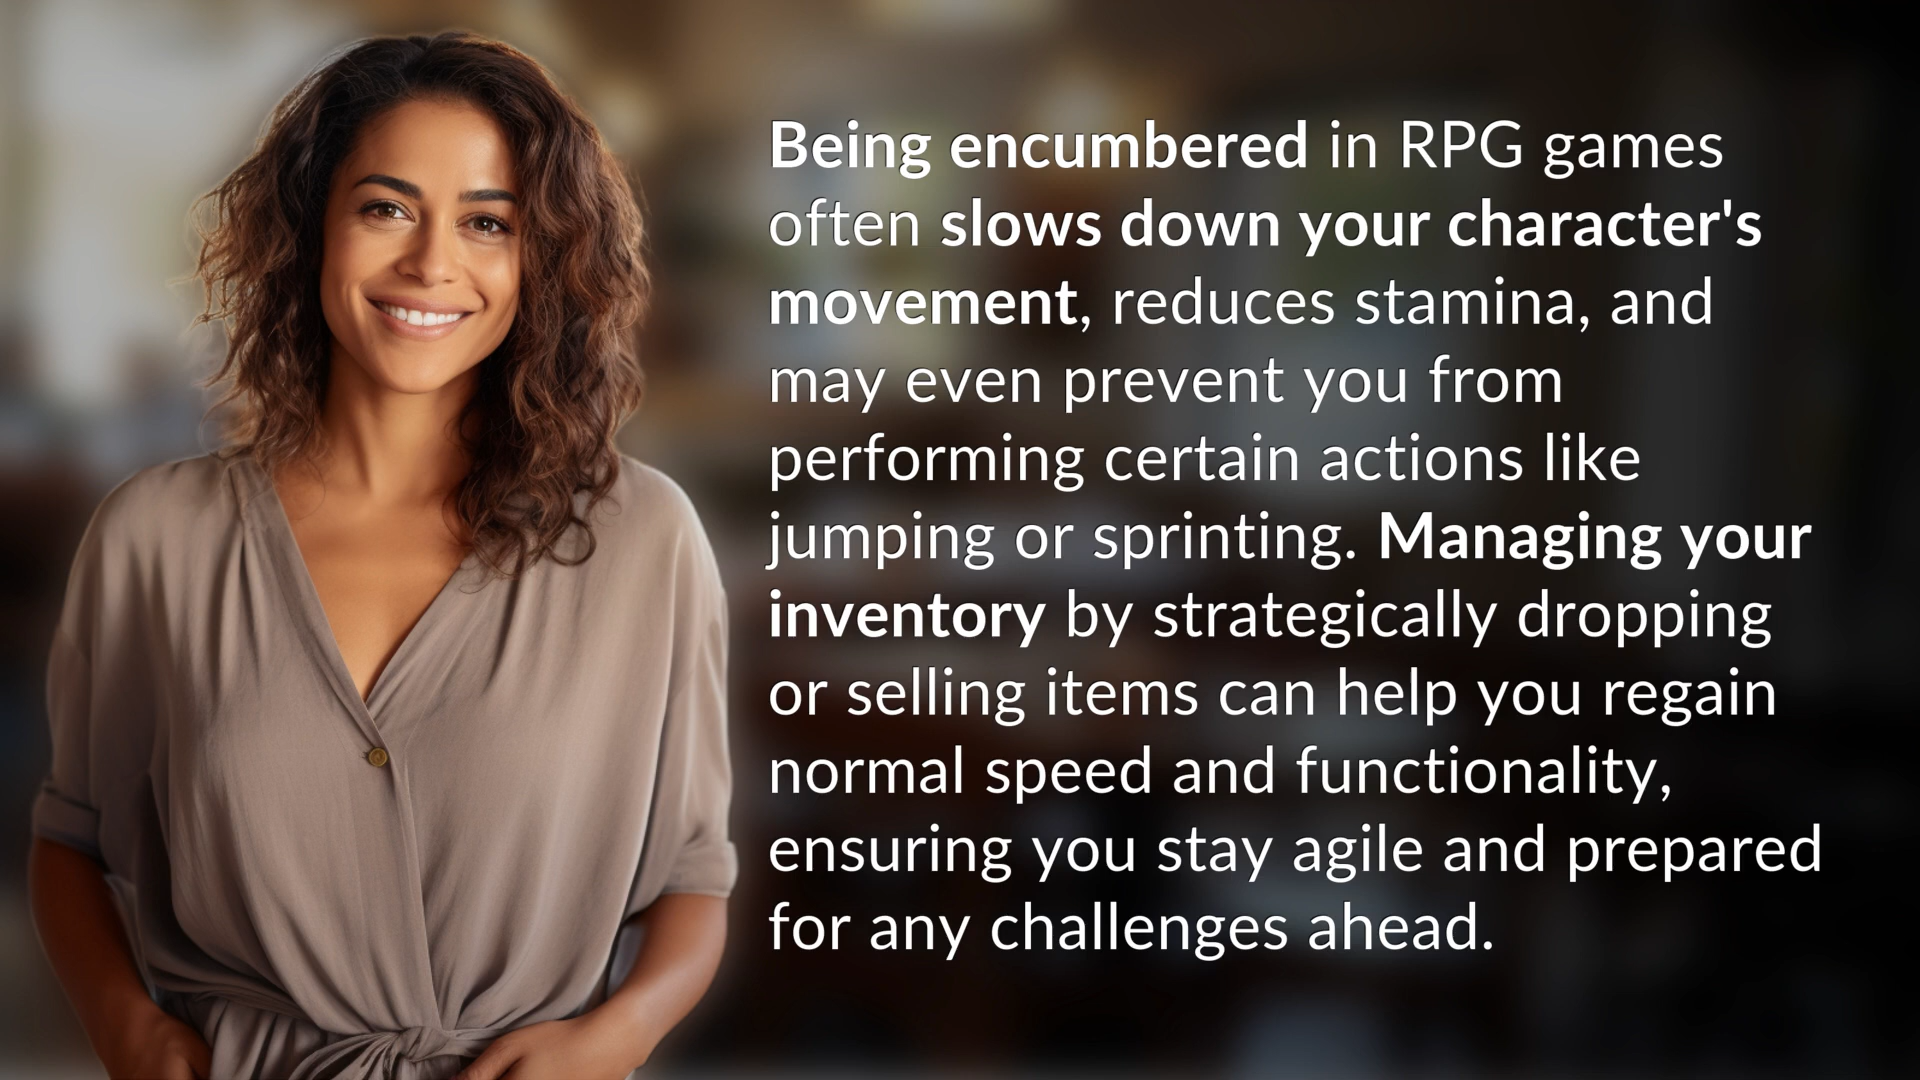 Being encumbered in RPG games
often slows down your character's
movement, reduces stamina, and
may even prevent you from
performing certain actions like
jumping or sprinting. Managing your
inventory by strategically dropping
or selling items can help you regain
normal speed and functionality,
ensuring you stay agile and prepared
for any challenges ahead.